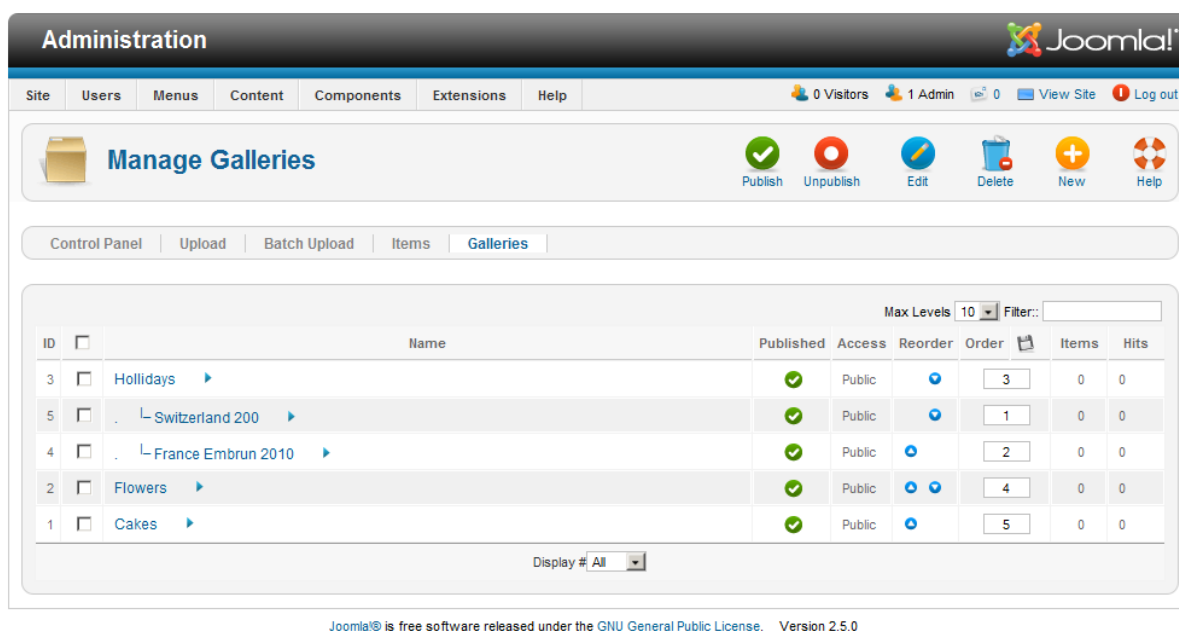 Administration Joomla!
Site Users Menus Content Components Extensions Help 0 Visitors 1 Admin 0 View Site Log out
Manage Galleries Publish Unpublish Edit Delete New Help
Control Panel Upload Batch Upload Items Galleries
Max Levels 10 Filter::
ID Name Published Access Reorder Order Items Hits
3 Hollidays Public 3 0 0
5 . Switzerland 200 Public 1 0 0
4 . France Embrun 2010 Public 2 0 0
2 Flowers Public 4 0 0
1 Cakes Public 5 0 0
Display # All
Joomla!® is free software released under the GNU General Public License. Version 2.5.0